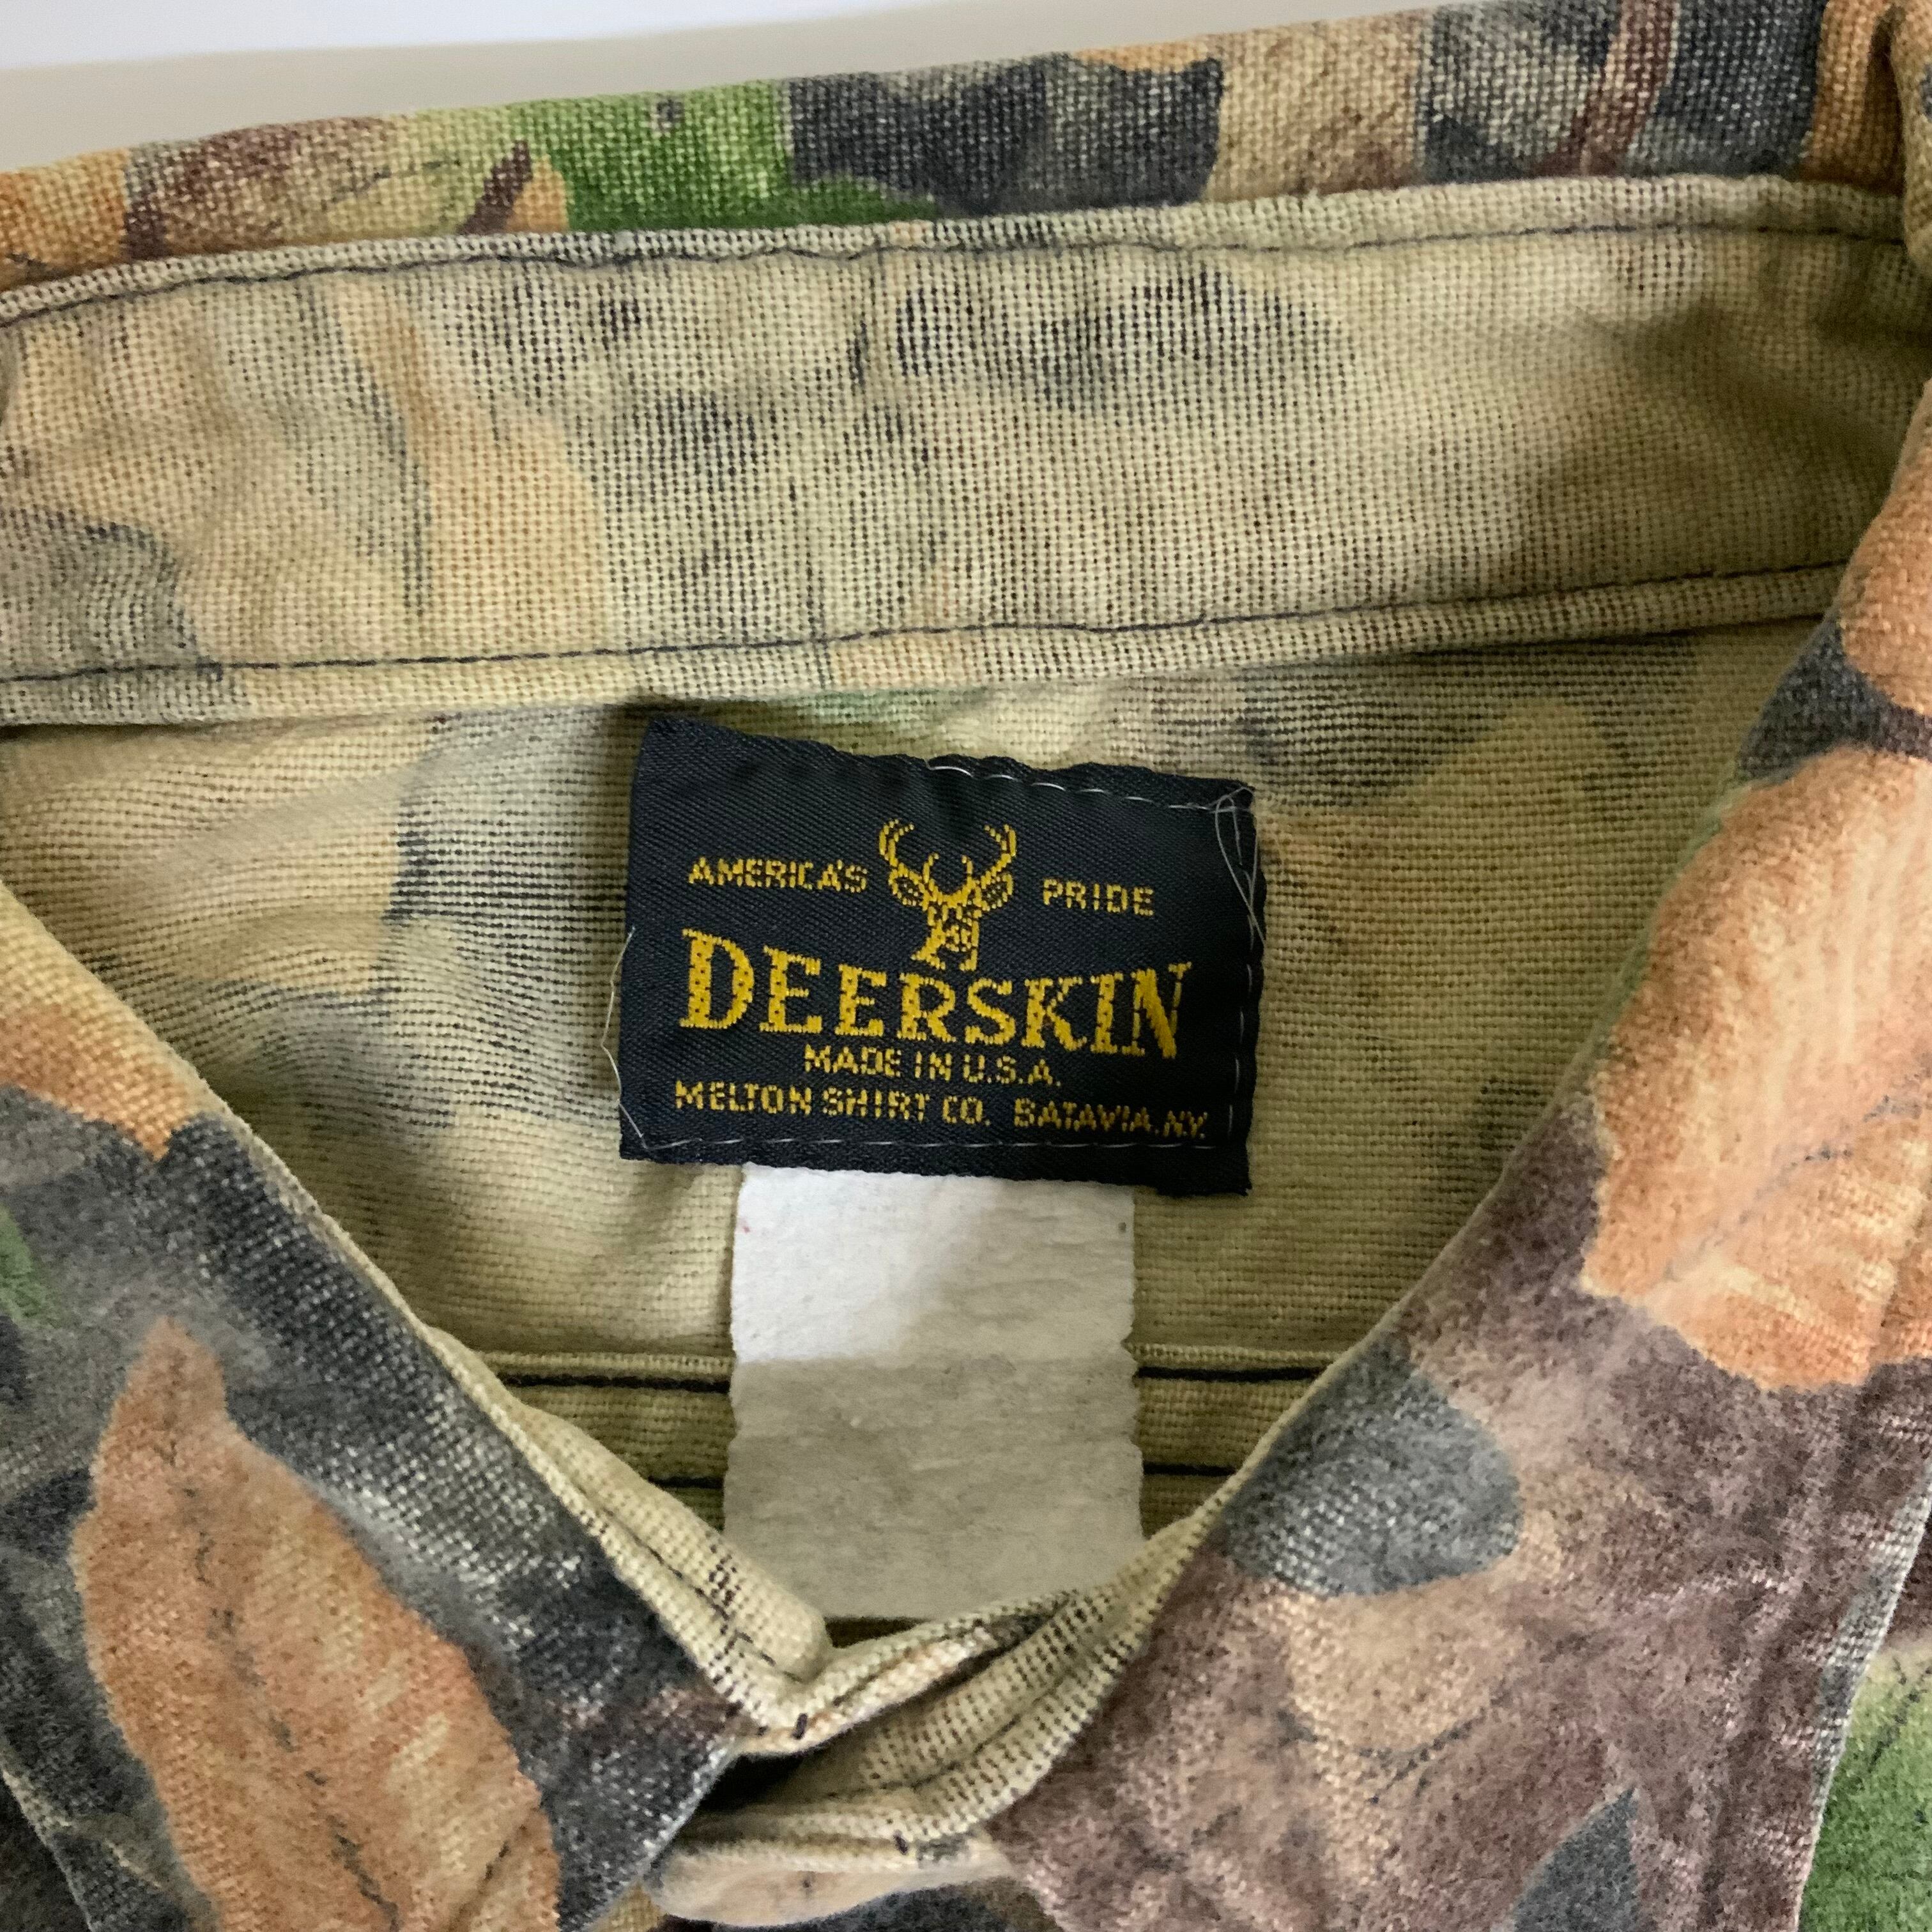 AMERICA'S PRIDE
DEERSKIN
MADE IN U.S.A.
MELTON SHIRT CO. BATAVIA, N.Y.